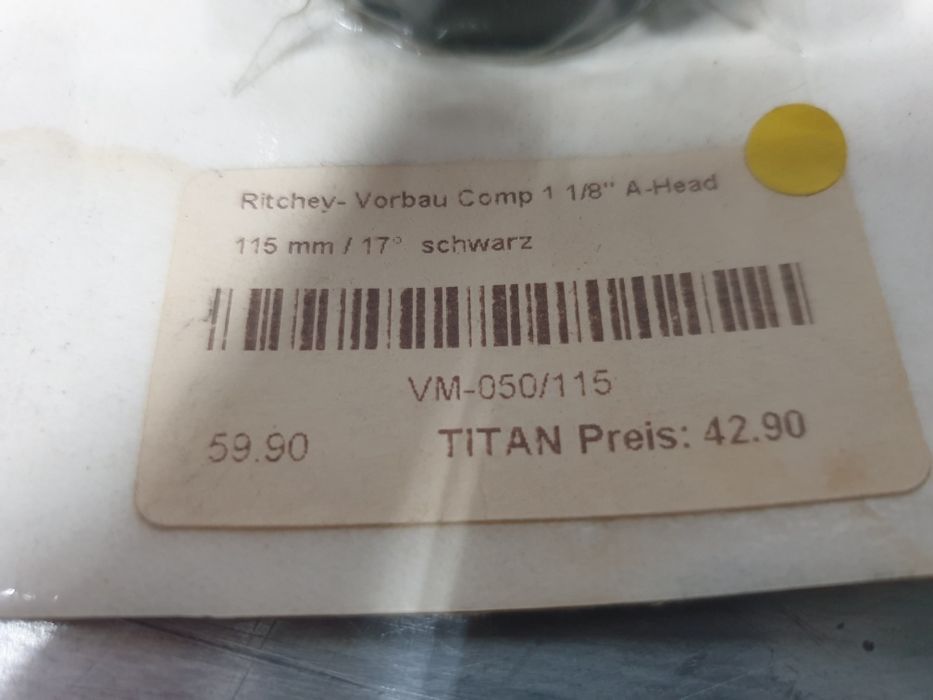 Ritchey- Vorbau Comp 1 1/8" A-Head
115 mm / 17° schwarz
VM-050/115
59.90 TITAN Preis: 42.90